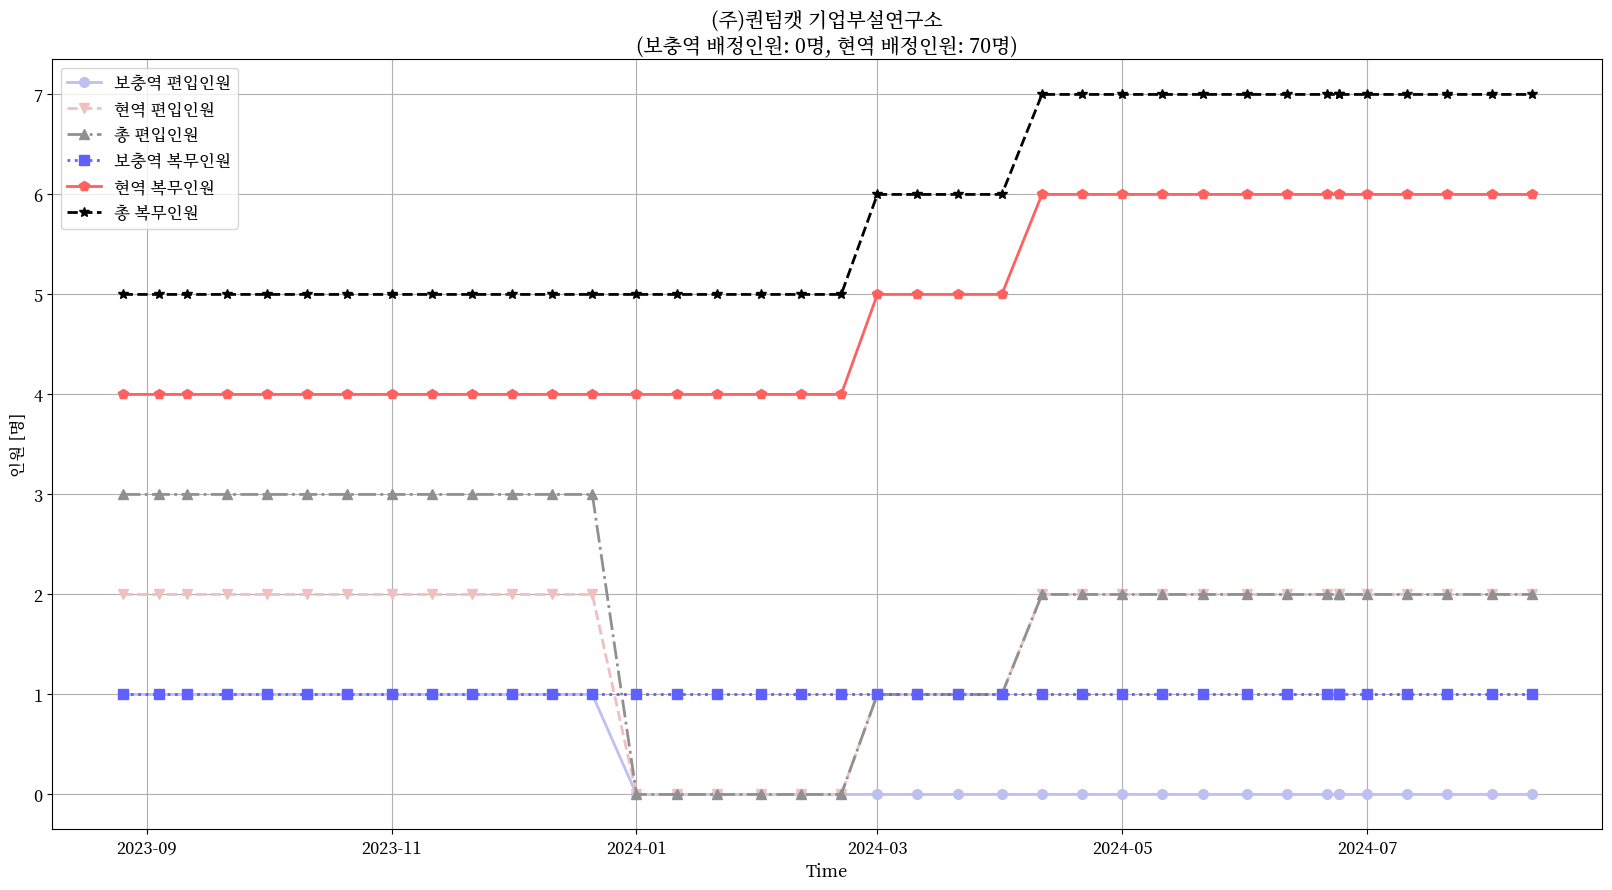 (주)퀀텀캣 기업부설연구소
(보충역 배정인원: 0명, 현역 배정인원: 70명)
보충역 편입인원
현역 편입인원
총 편입인원
보충역 복무인원
현역 복무인원
총 복무인원
인원 [명]
7
6
5
4
3
2
1
0
2023-09
2023-11
2024-01
2024-03
2024-05
2024-07
Time